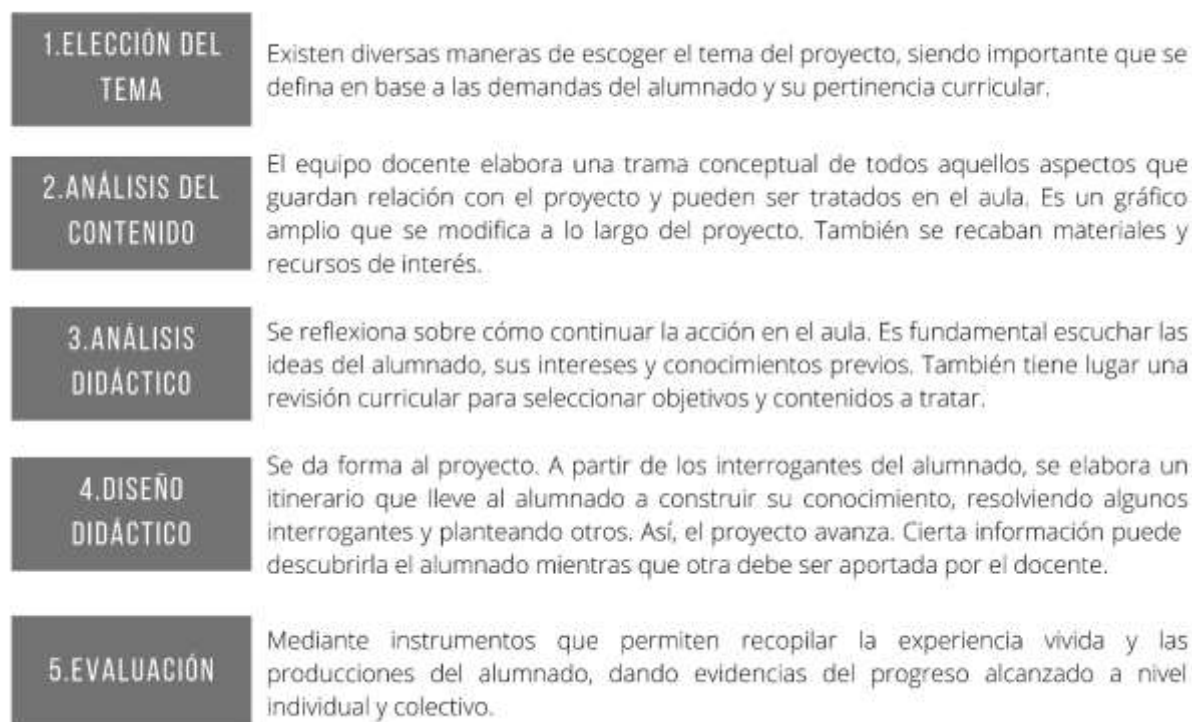 1.ELECCIÓN DEL
TEMA
Existen diversas maneras de escoger el tema del proyecto, siendo importante que se
defina en base a las demandas del alumnado y su pertinencia curricular.
2.ANÁLISIS DEL
CONTENIDO
El equipo docente elabora una trama conceptual de todos aquellos aspectos que
guardan relación con el proyecto y pueden ser tratados en el aula. Es un gráfico
amplio que se modifica a lo largo del proyecto. También se recaban materiales y
recursos de interés.
3.ANÁLISIS
DIDÁCTICO
Se reflexiona sobre cómo continuar la acción en el aula. Es fundamental escuchar las
ideas del alumnado, sus intereses y conocimientos previos. También tiene lugar una
revisión curricular para seleccionar objetivos y contenidos a tratar.
4.DISEÑO
DIDÁCTICO
Se da forma al proyecto. A partir de los interrogantes del alumnado, se elabora un
itinerario que lleve al alumnado a construir su conocimiento, resolviendo algunos
interrogantes y planteando otros. Así, el proyecto avanza. Cierta información puede
descubrirla el alumnado mientras que otra debe ser aportada por el docente.
5.EVALUACIÓN
Mediante instrumentos que permiten recopilar la experiencia vivida y las
producciones del alumnado, dando evidencias del progreso alcanzado a nivel
individual y colectivo.